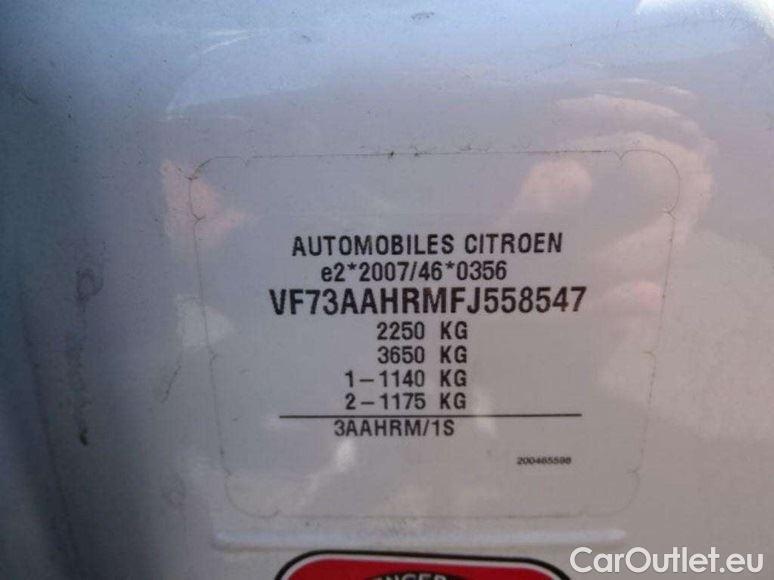 AUTOMOBILES CITROEN
e2*2007/46*0356
VF73AAHRMFJ558547
2250 KG
3650 KG
1-1140 KG
2-1175 KG
3AAHRM/1S
200465598
CarOutlet.eu